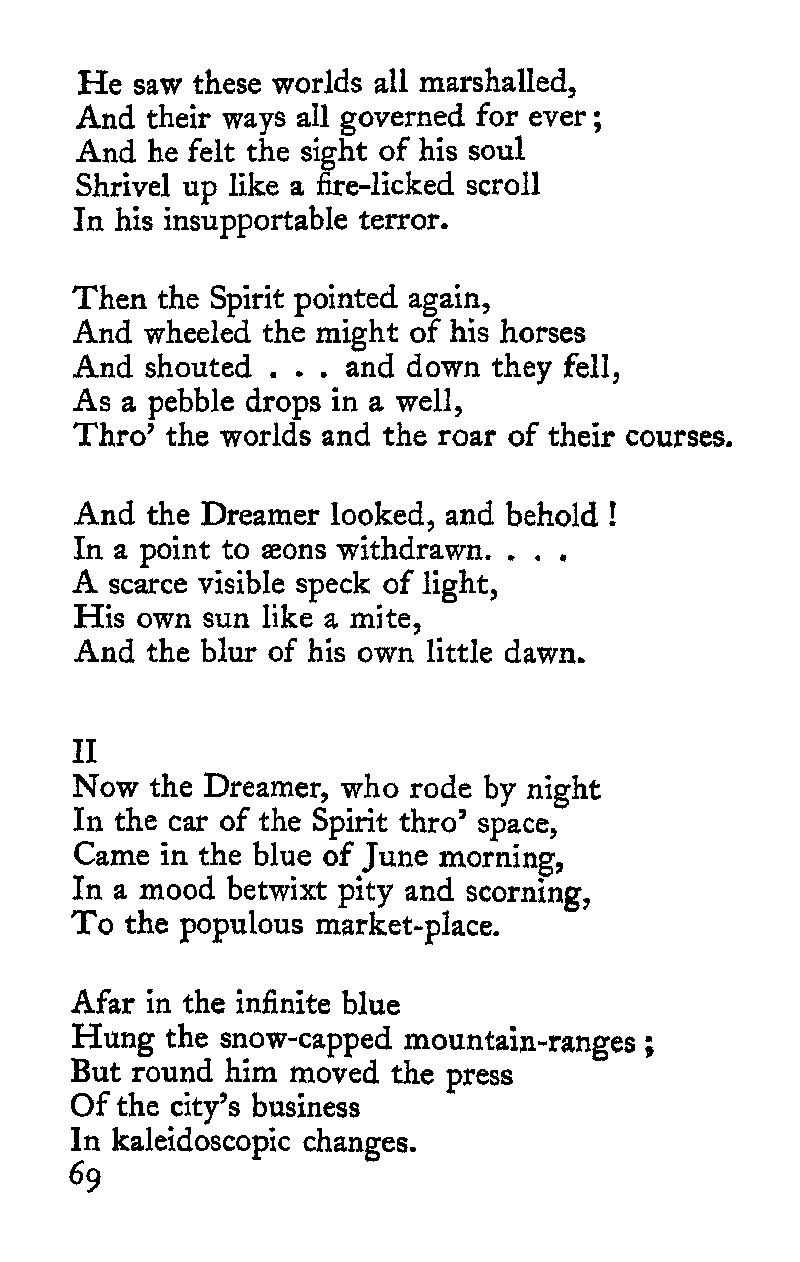 He saw these worlds all marshalled,
And their ways all governed for ever ;
And he felt the sight of his soul
Shrivel up like a fire-licked scroll
In his insupportable terror.

Then the Spirit pointed again,
And wheeled the might of his horses
And shouted . . . and down they fell,
As a pebble drops in a well,
Thro’ the worlds and the roar of their courses.

And the Dreamer looked, and behold !
In a point to æons withdrawn. . . .
A scarce visible speck of light,
His own sun like a mite,
And the blur of his own little dawn.

II
Now the Dreamer, who rode by night
In the car of the Spirit thro’ space,
Came in the blue of June morning,
In a mood betwixt pity and scorning,
To the populous market-place.

Afar in the infinite blue
Hung the snow-capped mountain-ranges ;
But round him moved the press
Of the city’s business
In kaleidoscopic changes.
69